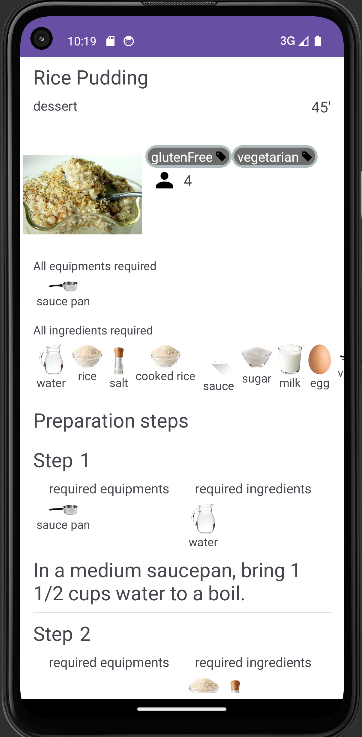 10:19 3G
Rice Pudding
dessert 45'
glutenFree vegetarian
4
All equipments required
sauce pan
All ingredients required
water rice salt cooked rice sauce sugar milk egg
Preparation steps
Step 1
required equipments required ingredients
sauce pan
water
In a medium saucepan, bring 1
1/2 cups water to a boil.
Step 2
required equipments required ingredients